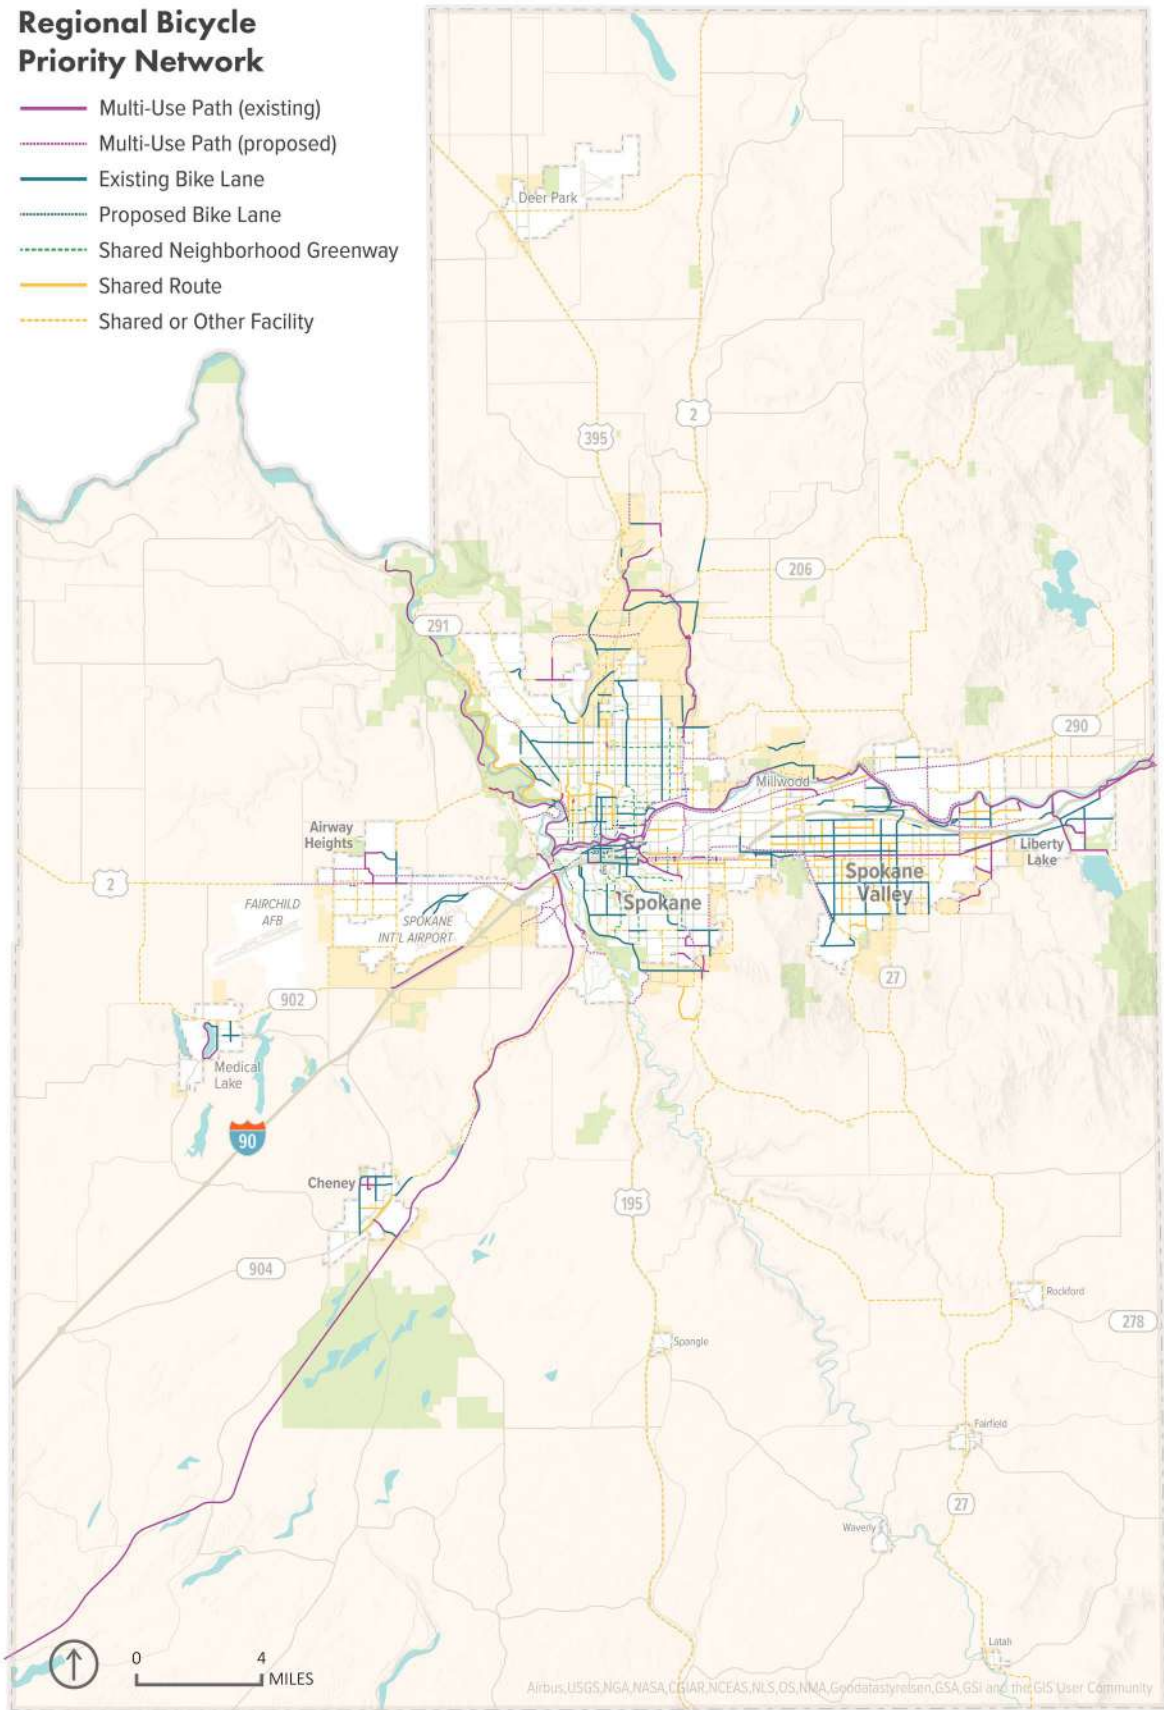 Regional Bicycle
Priority Network
Multi-Use Path (existing)
Multi-Use Path (proposed)
Existing Bike Lane
Proposed Bike Lane
Shared Neighborhood Greenway
Shared Route
Shared or Other Facility
Deer Park
2
395
206
291
290
Millwood
Airway
Heights
Liberty
Lake
2
Spokane
Valley
FAIRCHILD
AFB
Spokane
SPOKANE
INT'L AIRPORT
27
902
Medical
Lake
90
Cheney
195
904
Rockford
278
Spangle
Fairfield
27
Waverly
Latah
0 4
MILES
Airbus,USGS,NGA,NASA,CGIAR,NCEAS,NLS,OS,NMA,Geodatastyrelsen,GSA,GSI and the GIS User Community